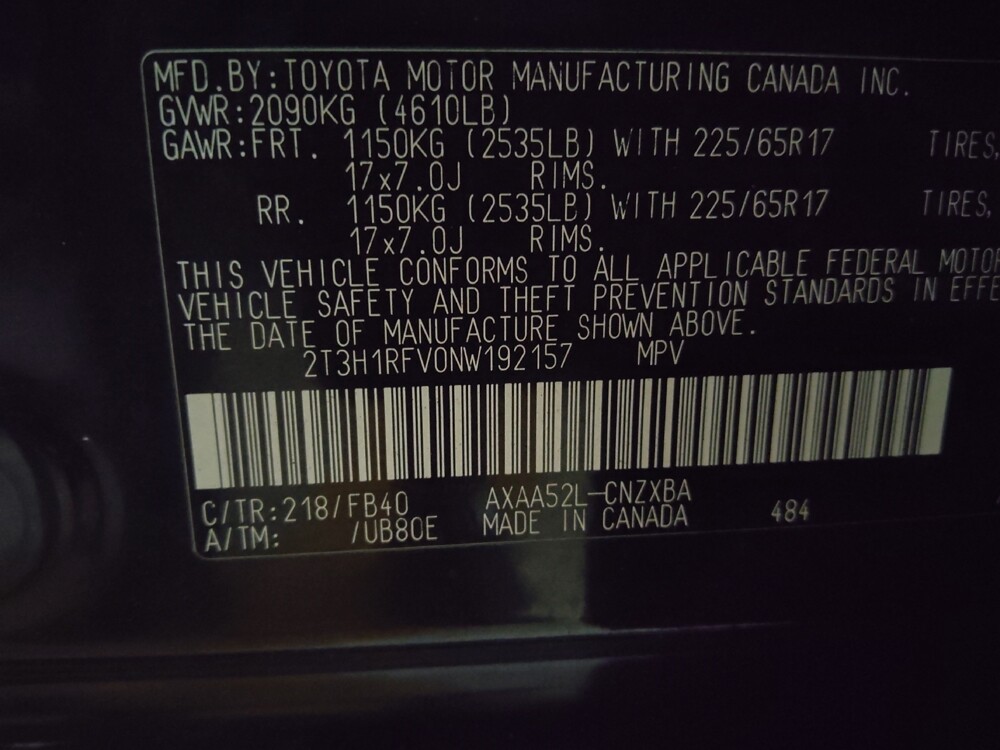 MFD.BY:TOYOTA MOTOR MANUFACTURING CANADA INC.
GVWR:2090KG (4610LB)
GAWR:FRT. 1150KG (2535LB) WITH 225/65R17 TIRES,
17x7.0J RIMS.
RR. 1150KG (2535LB) WITH 225/65R17 TIRES,
17x7.0J RIMS.
THIS VEHICLE CONFORMS TO ALL APPLICABLE FEDERAL MOTOR
VEHICLE SAFETY AND THEFT PREVENTION STANDARDS IN EFFE
THE DATE OF MANUFACTURE SHOWN ABOVE.
2T3H1RFV0NW192157 MPV
C/TR:218/FB40 AXAA52L-CNZXBA
A/TM: /UB80E MADE IN CANADA 484